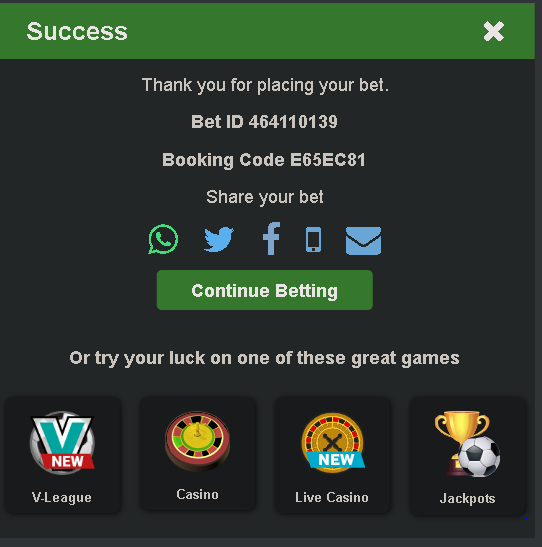 Success
Thank you for placing your bet.
Bet ID 464110139
Booking Code E65EC81
Share your bet
Continue Betting
Or try your luck on one of these great games
V
NEW
NEW
V-League
Casino
Live Casino
Jackpots